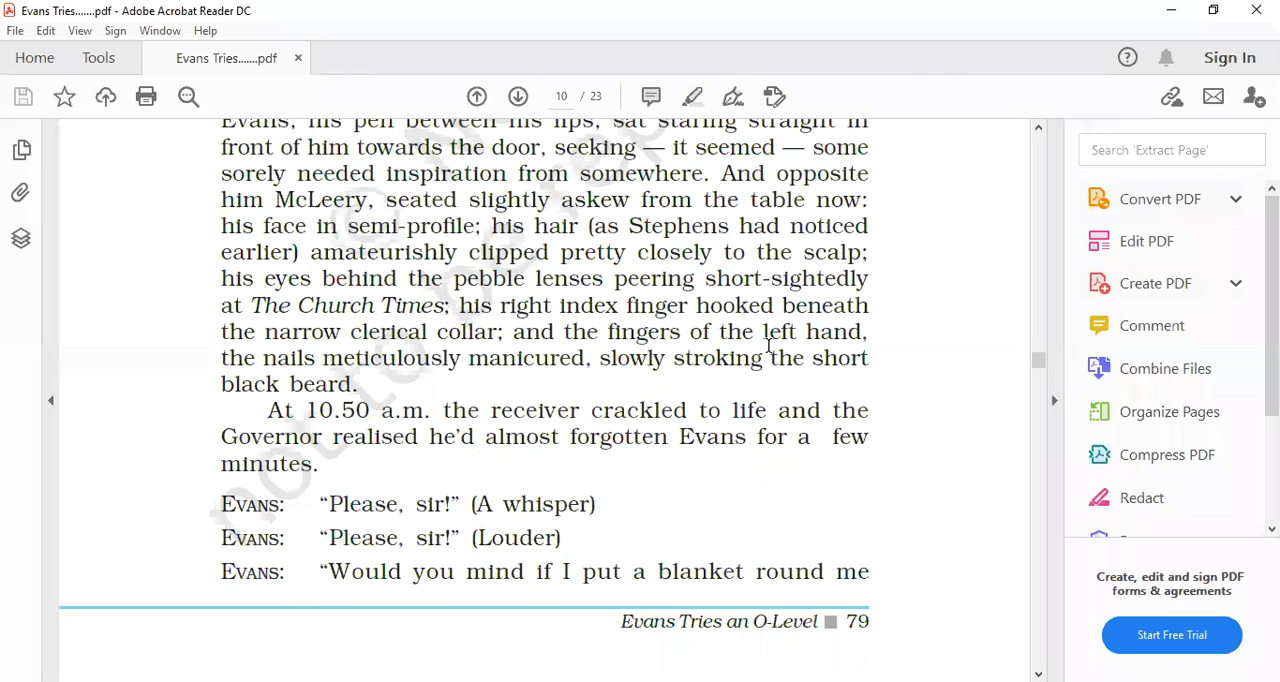 Evans Tries.......pdf - Adobe Acrobat Reader DC
File Edit View Sign Window Help
Home Tools Evans Tries.......pdf × Sign In
10 / 23
Evans, his pen between his lips, sat staring straight in
front of him towards the door, seeking — it seemed — some
sorely needed inspiration from somewhere. And opposite
him McLeery, seated slightly askew from the table now:
his face in semi-profile; his hair (as Stephens had noticed
earlier) amateurishly clipped pretty closely to the scalp;
his eyes behind the pebble lenses peering short-sightedly
at The Church Times; his right index finger hooked beneath
the narrow clerical collar; and the fingers of the left hand,
the nails meticulously manicured, slowly stroking the short
black beard.
At 10.50 a.m. the receiver crackled to life and the
Governor realised he'd almost forgotten Evans for a few
minutes.
EVANS: “Please, sir!” (A whisper)
EVANS: “Please, sir!” (Louder)
EVANS: “Would you mind if I put a blanket round me
Evans Tries an O-Level ■ 79
not to be rep
©
Search 'Extract Page'
Convert PDF
Edit PDF
Create PDF
Comment
Combine Files
Organize Pages
Compress PDF
Redact
Create, edit and sign PDF
forms & agreements
Start Free Trial